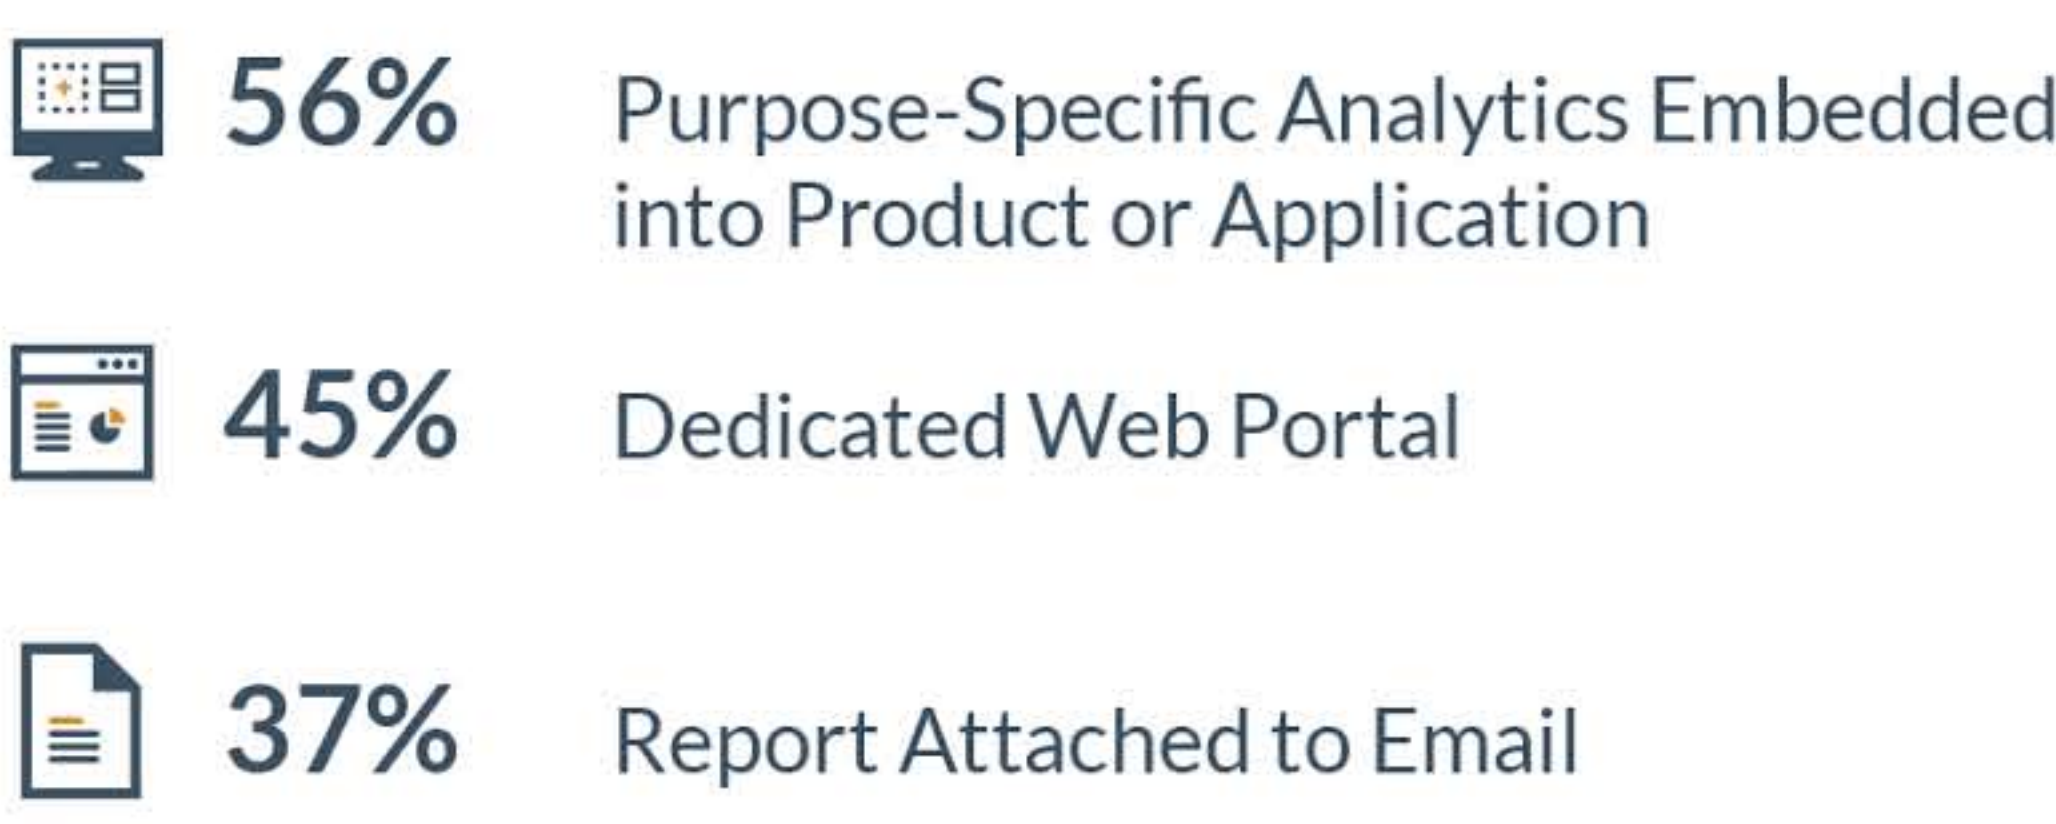 56% Purpose-Specific Analytics Embedded
into Product or Application
45% Dedicated Web Portal
37% Report Attached to Email